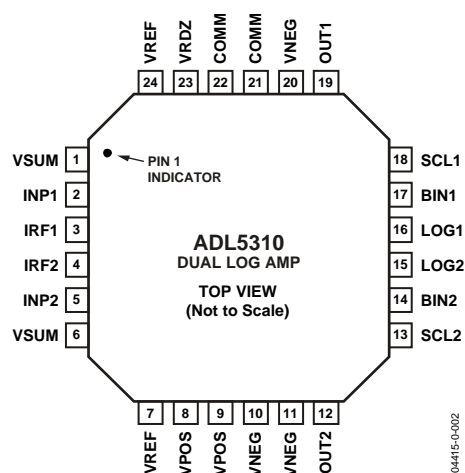 VREF
VRDZ
COMM
COMM
VNEG
OUT1
24
23
22
21
20
19
VSUM 1
INP1 2
IRF1 3
IRF2 4
INP2 5
VSUM 6
PIN 1
INDICATOR
ADL5310
DUAL LOG AMP
TOP VIEW
(Not to Scale)
18 SCL1
17 BIN1
16 LOG1
15 LOG2
14 BIN2
13 SCL2
7
8
9
10
11
12
VREF
VPOS
VPOS
VNEG
VNEG
OUT2
04415-0-002